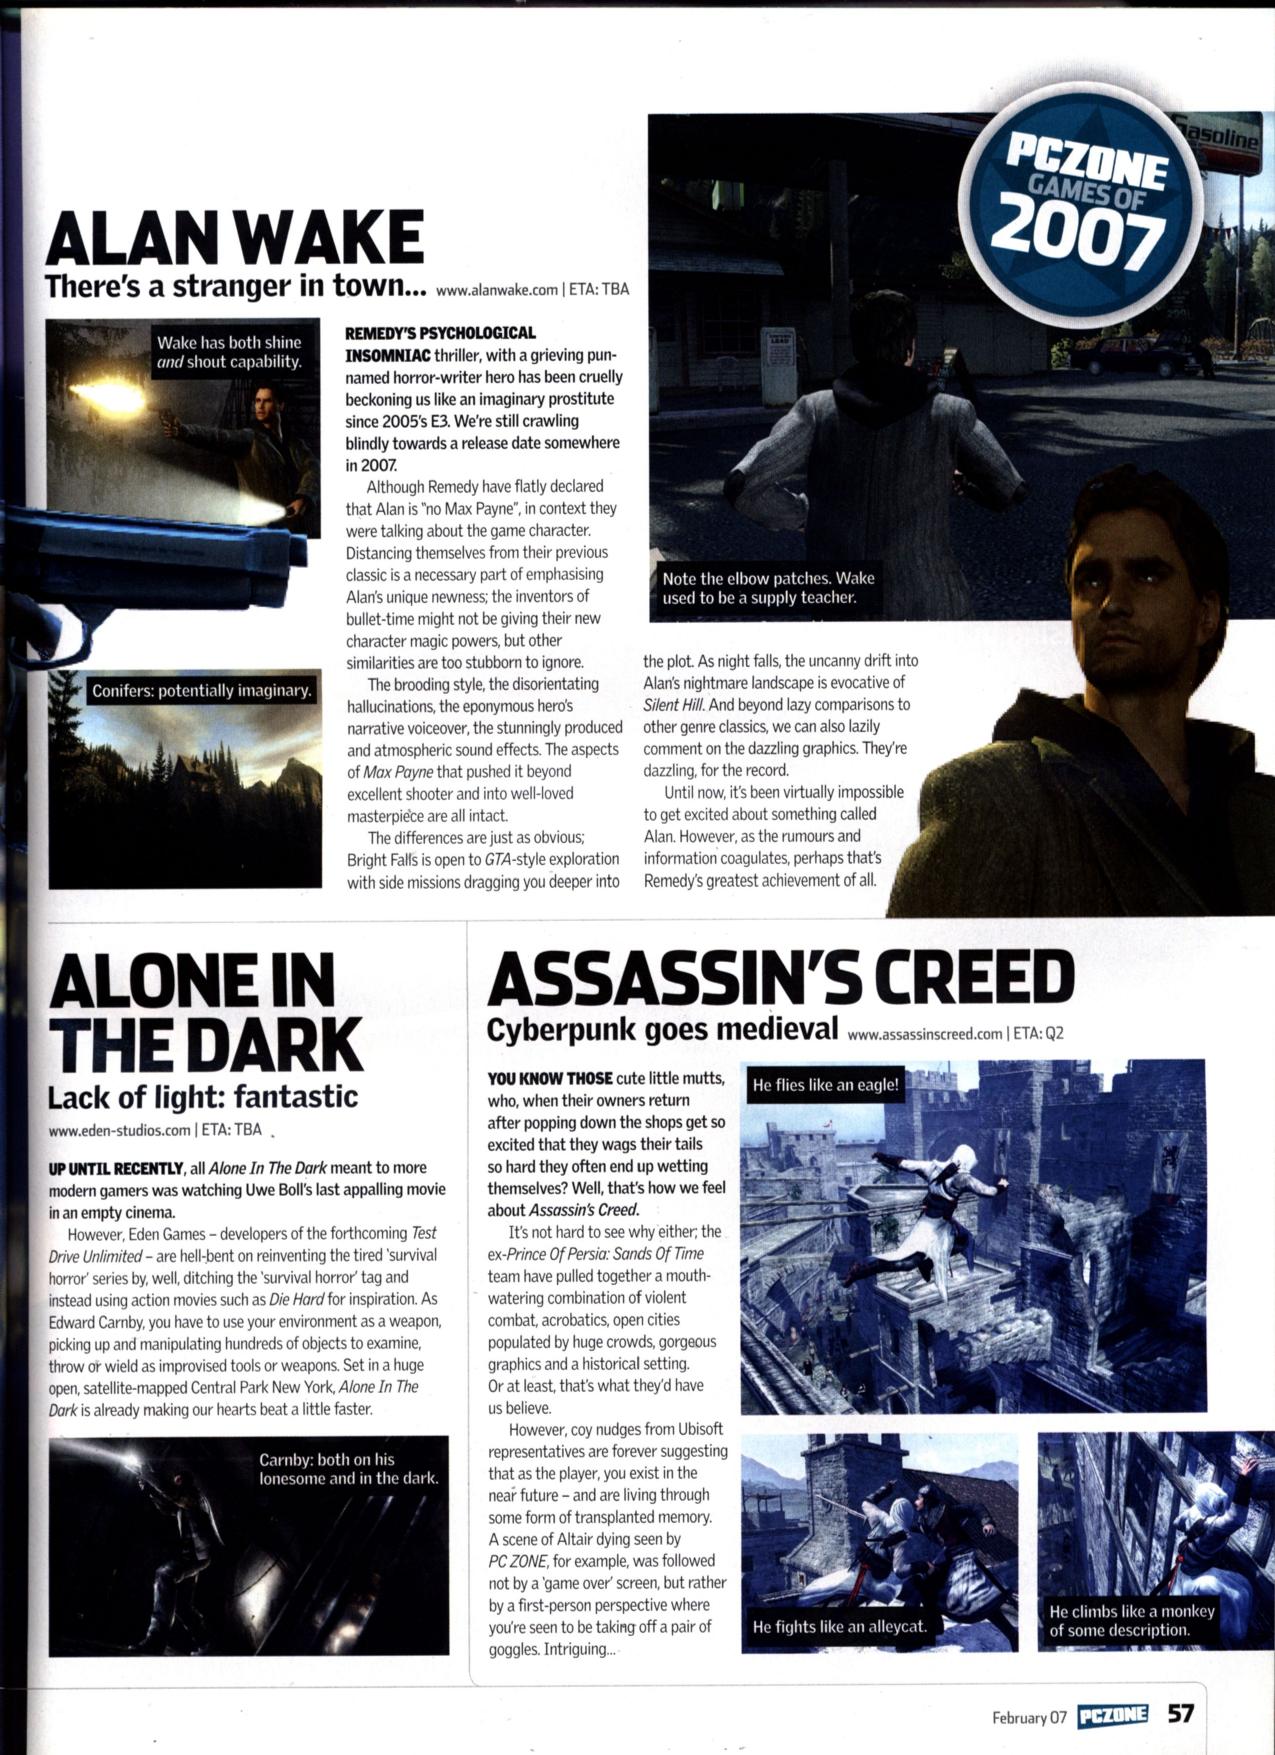 PCZONE
GAMES OF
2007
Gasoline
ALAN WAKE
There's a stranger in town... www.alanwake.com | ETA: TBA
Wake has both shine
and shout capability.
REMEDY'S PSYCHOLOGICAL
INSOMNIAC thriller, with a grieving pun-
named horror-writer hero has been cruelly
beckoning us like an imaginary prostitute
since 2005's E3. We're still crawling
blindly towards a release date somewhere
in 2007.
Although Remedy have flatly declared
that Alan is "no Max Payne", in context they
were talking about the game character.
Distancing themselves from their previous
classic is a necessary part of emphasising
Alan's unique newness; the inventors of
bullet-time might not be giving their new
character magic powers, but other
similarities are too stubborn to ignore.
The brooding style, the disorientating
hallucinations, the eponymous hero's
narrative voiceover, the stunningly produced
and atmospheric sound effects. The aspects
of Max Payne that pushed it beyond
excellent shooter and into well-loved
masterpiece are all intact.
The differences are just as obvious;
Bright Falls is open to GTA-style exploration
with side missions dragging you deeper into
Conifers: potentially imaginary.
Note the elbow patches. Wake
used to be a supply teacher.
the plot. As night falls, the uncanny drift into
Alan's nightmare landscape is evocative of
Silent Hill. And beyond lazy comparisons to
other genre classics, we can also lazily
comment on the dazzling graphics. They're
dazzling, for the record.
Until now, it's been virtually impossible
to get excited about something called
Alan. However, as the rumours and
information coagulates, perhaps that's
Remedy's greatest achievement of all.
ALONE IN
THE DARK
Lack of light: fantastic
www.eden-studios.com | ETA: TBA
UP UNTIL RECENTLY, all Alone In The Dark meant to more
modern gamers was watching Uwe Boll's last appalling movie
in an empty cinema.
However, Eden Games – developers of the forthcoming Test
Drive Unlimited – are hell-bent on reinventing the tired 'survival
horror' series by, well, ditching the 'survival horror' tag and
instead using action movies such as Die Hard for inspiration. As
Edward Carnby, you have to use your environment as a weapon,
picking up and manipulating hundreds of objects to examine,
throw or wield as improvised tools or weapons. Set in a huge
open, satellite-mapped Central Park New York, Alone In The
Dark is already making our hearts beat a little faster.
Carnby: both on his
lonesome and in the dark.
ASSASSIN'S CREED
Cyberpunk goes medieval www.assassinscreed.com | ETA: Q2
YOU KNOW THOSE cute little mutts,
who, when their owners return
after popping down the shops get so
excited that they wags their tails
so hard they often end up wetting
themselves? Well, that's how we feel
about Assassin's Creed.
It's not hard to see why either; the
ex-Prince Of Persia: Sands Of Time
team have pulled together a mouth-
watering combination of violent
combat, acrobatics, open cities
populated by huge crowds, gorgeous
graphics and a historical setting.
Or at least, that's what they'd have
us believe.
However, coy nudges from Ubisoft
representatives are forever suggesting
that as the player, you exist in the
near future – and are living through
some form of transplanted memory.
A scene of Altair dying seen by
PC ZONE, for example, was followed
not by a 'game over' screen, but rather
by a first-person perspective where
you're seen to be taking off a pair of
goggles. Intriguing...
He flies like an eagle!
He fights like an alleycat.
He climbs like a monkey
of some description.
February 07 PCZONE 57